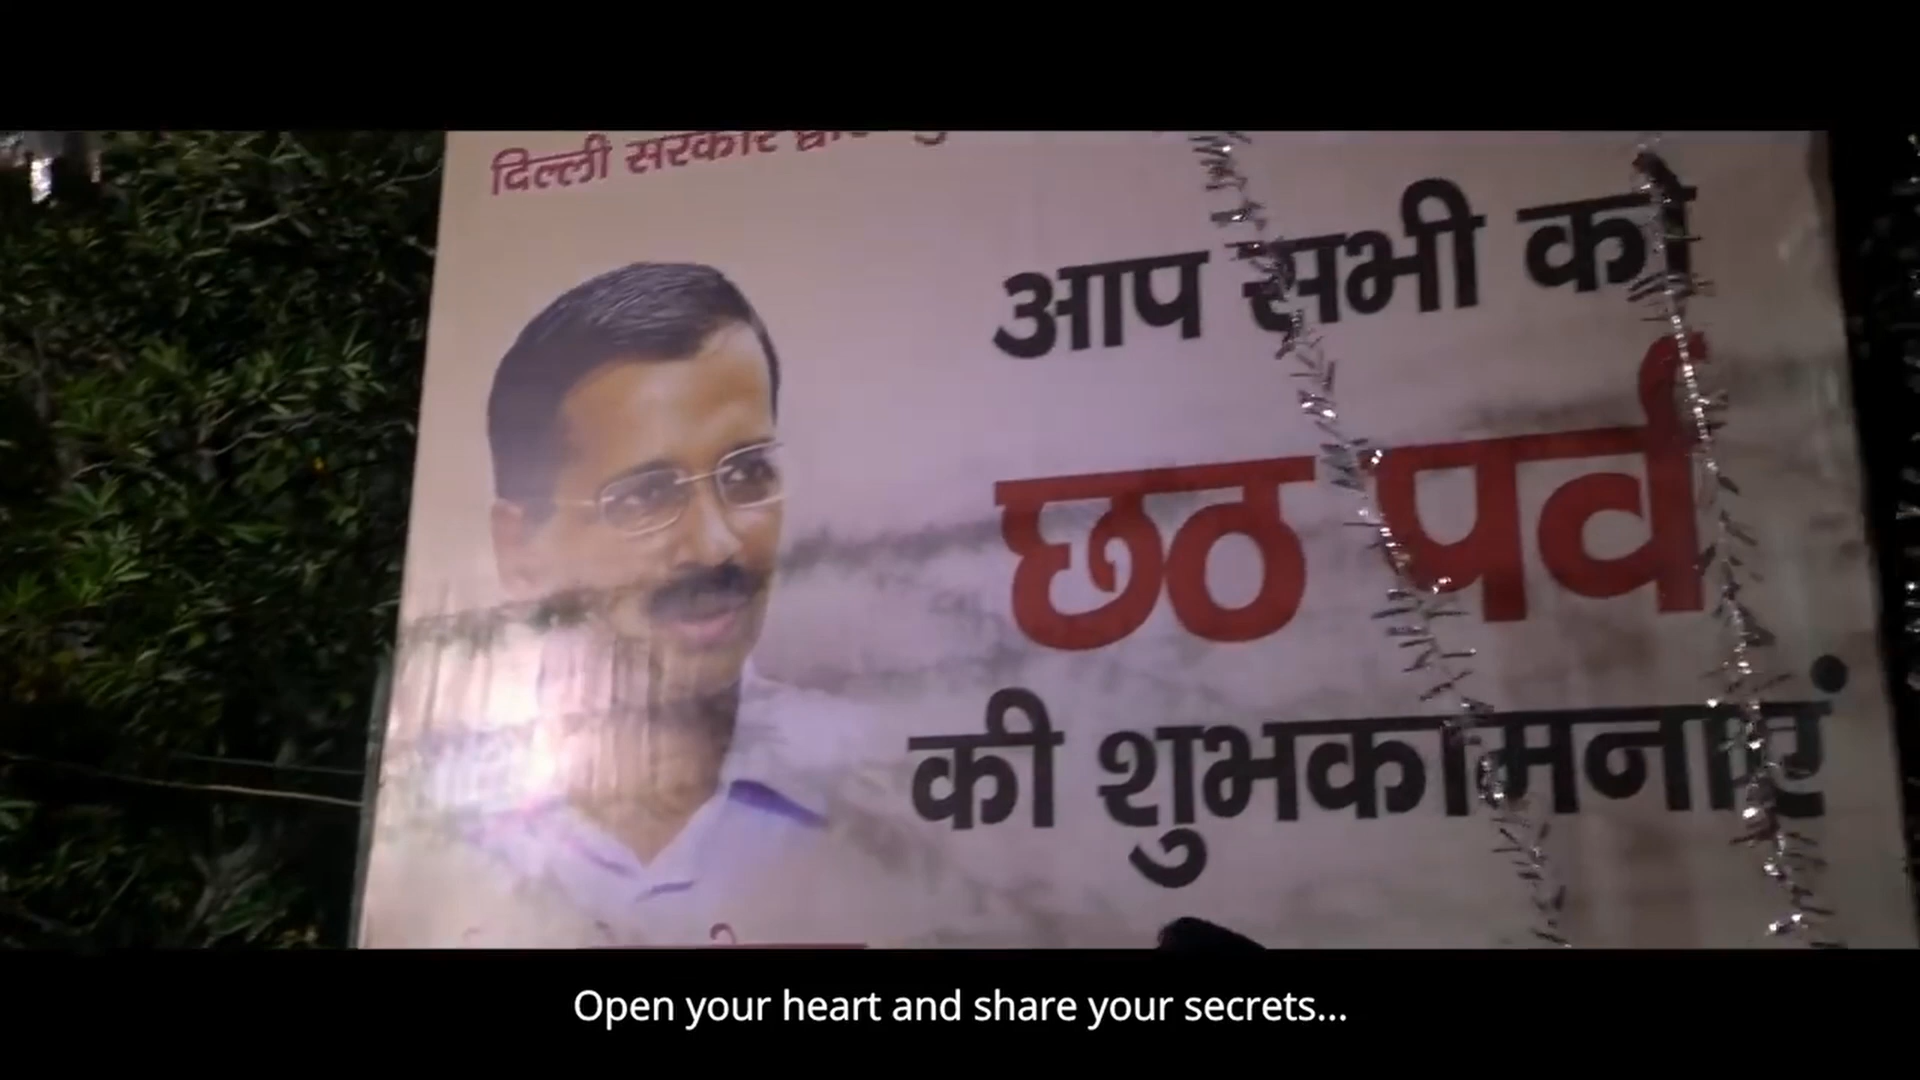 दिल्ली सरकार
आप सभी को
छठ पर्व
की शुभकामनाएं
Open your heart and share your secrets...